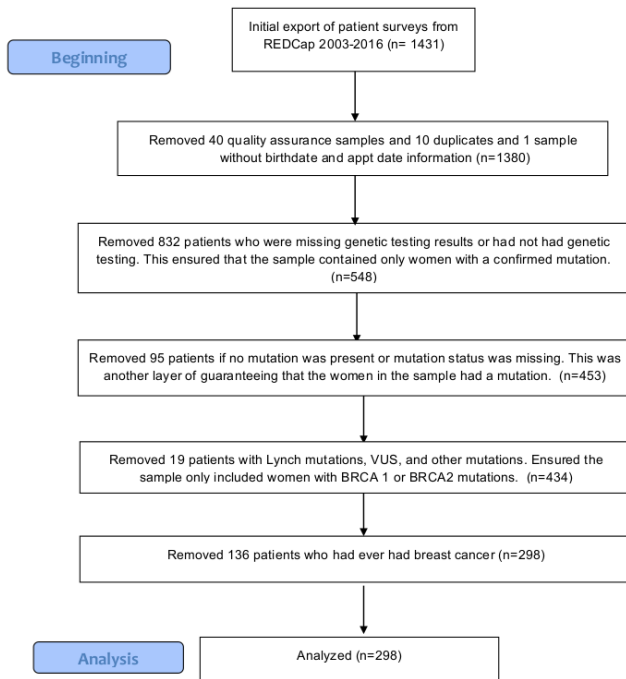 Initial export of patient surveys from
REDCap 2003-2016 (n= 1431)
Beginning
Removed 40 quality assurance samples and 10 duplicates and 1 sample
without birthdate and appt date information (n=1380)
Removed 832 patients who were missing genetic testing results or had not had genetic
testing. This ensured that the sample contained only women with a confirmed mutation.
(n=548)
Removed 95 patients if no mutation was present or mutation status was missing. This was
another layer of guaranteeing that the women in the sample had a mutation. (n=453)
Removed 19 patients with Lynch mutations, VUS, and other mutations. Ensured the
sample only included women with BRCA 1 or BRCA2 mutations. (n=434)
Removed 136 patients who had ever had breast cancer (n=298)
Analysis
Analyzed (n=298)